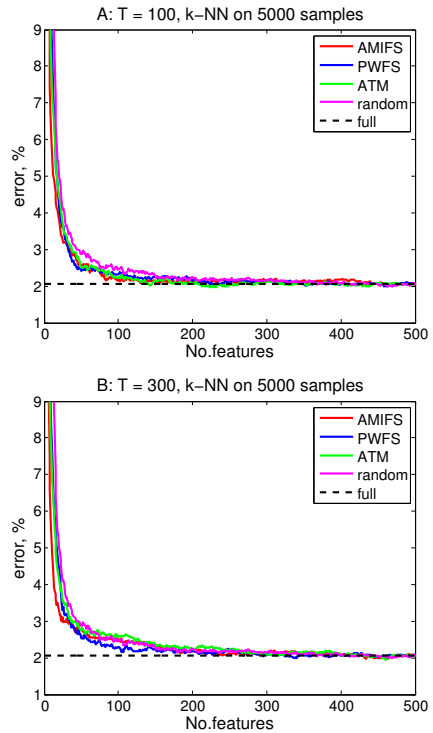 A: T = 100, k−NN on 5000 samples
9
8
7
6
5
4
3
2
1
error, %
AMIFS
PWFS
ATM
random
full
0 100 200 300 400 500
No.features
B: T = 300, k−NN on 5000 samples
9
8
7
6
5
4
3
2
1
error, %
AMIFS
PWFS
ATM
random
full
0 100 200 300 400 500
No.features